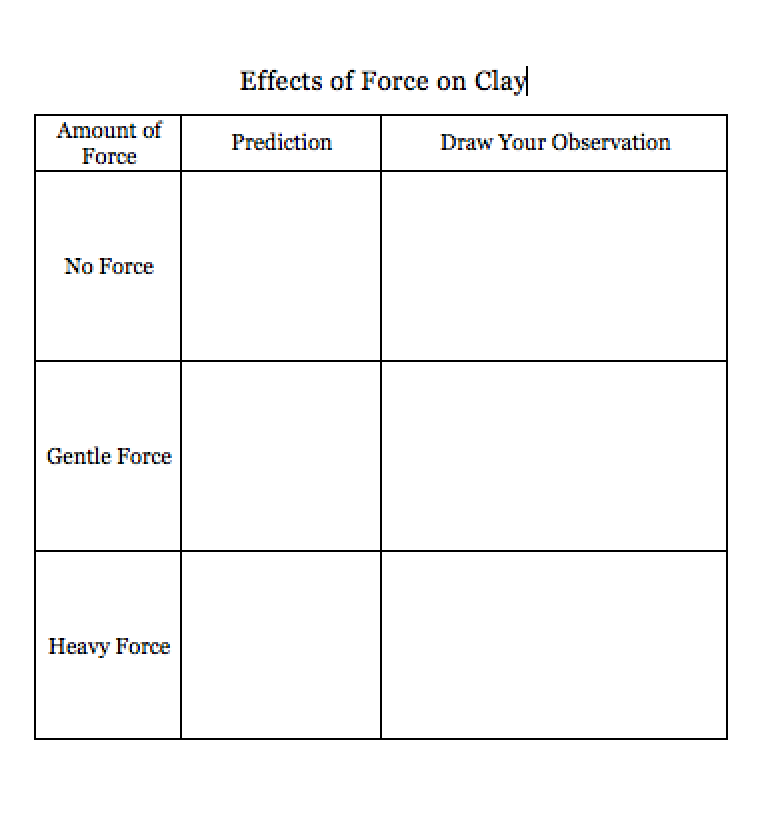 Effects of Force on Clay
Amount of
Force
Prediction
Draw Your Observation
No Force
Gentle Force
Heavy Force